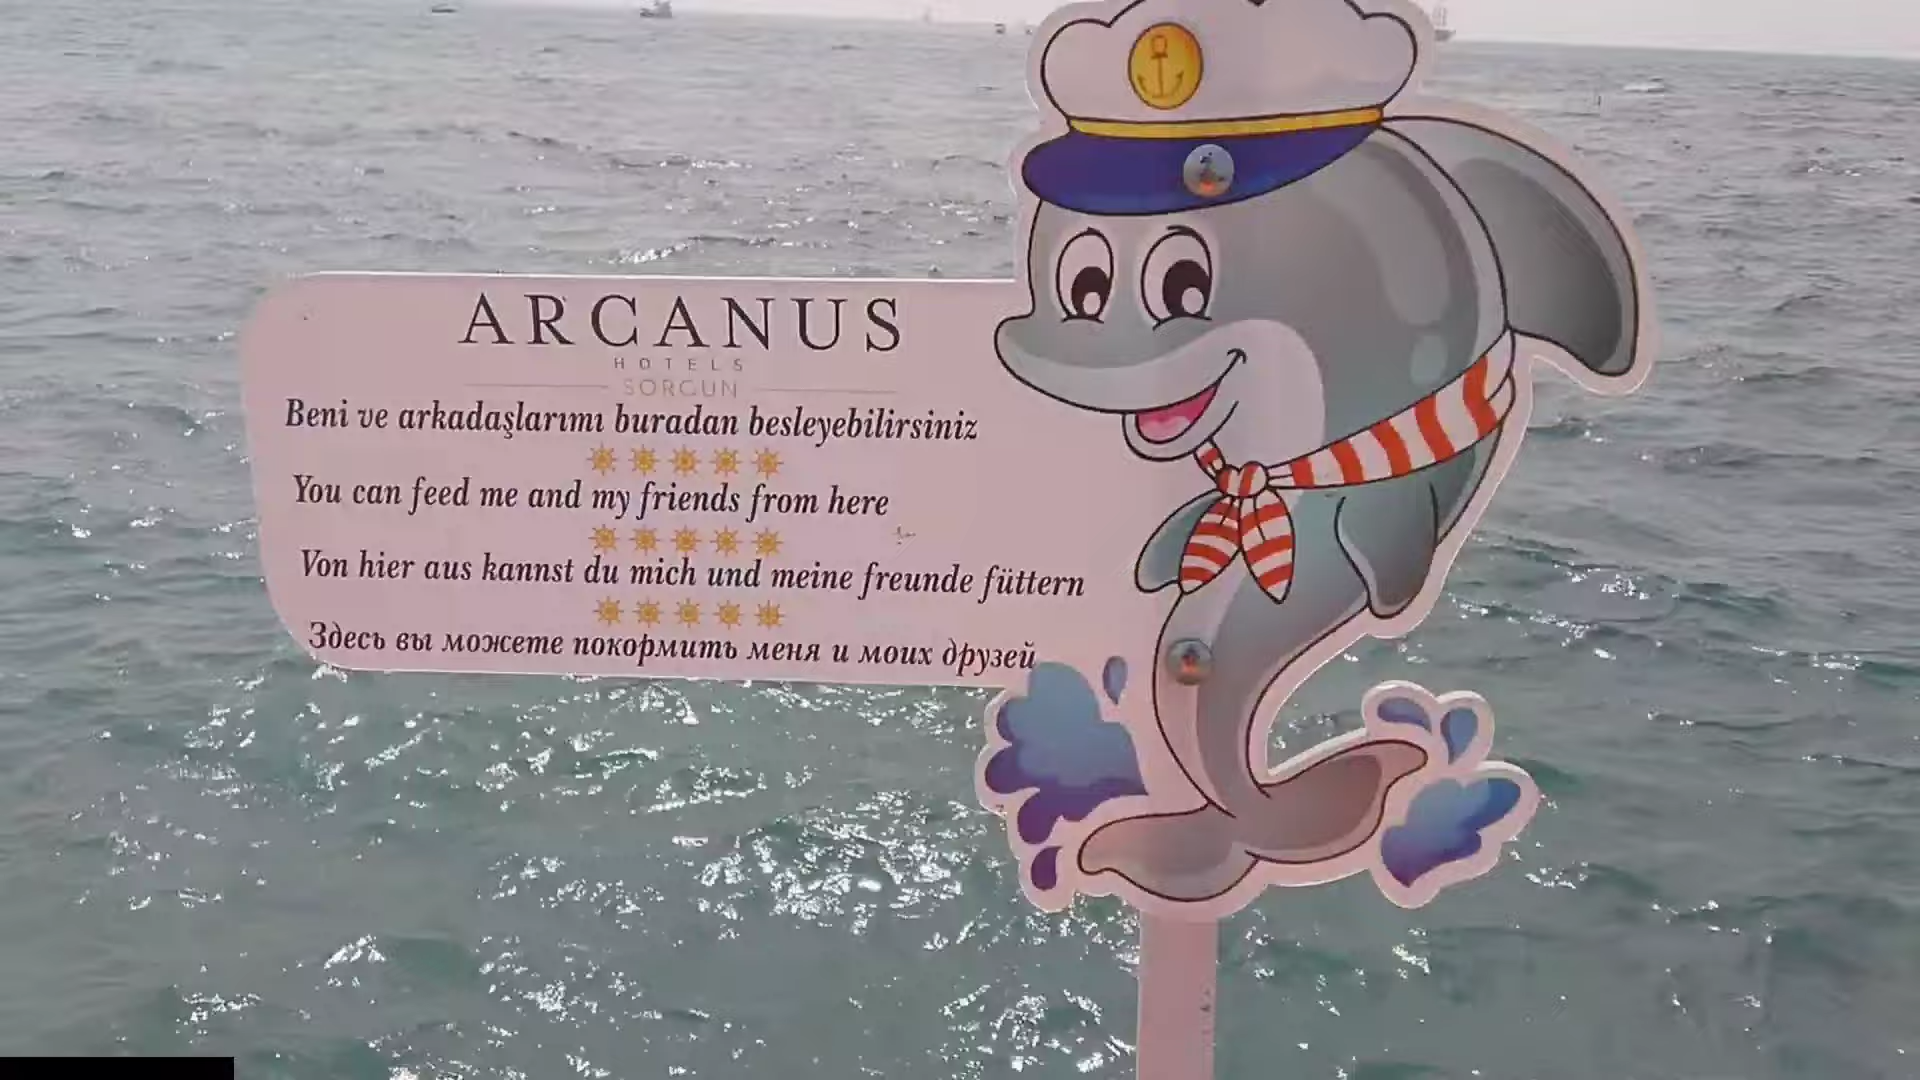 ARCANUS
HOTELS
SORGUN
Beni ve arkadaşlarımı buradan besleyebilirsiniz
You can feed me and my friends from here
Von hier aus kannst du mich und meine freunde füttern
Здесь вы можете покормить меня и моих друзей